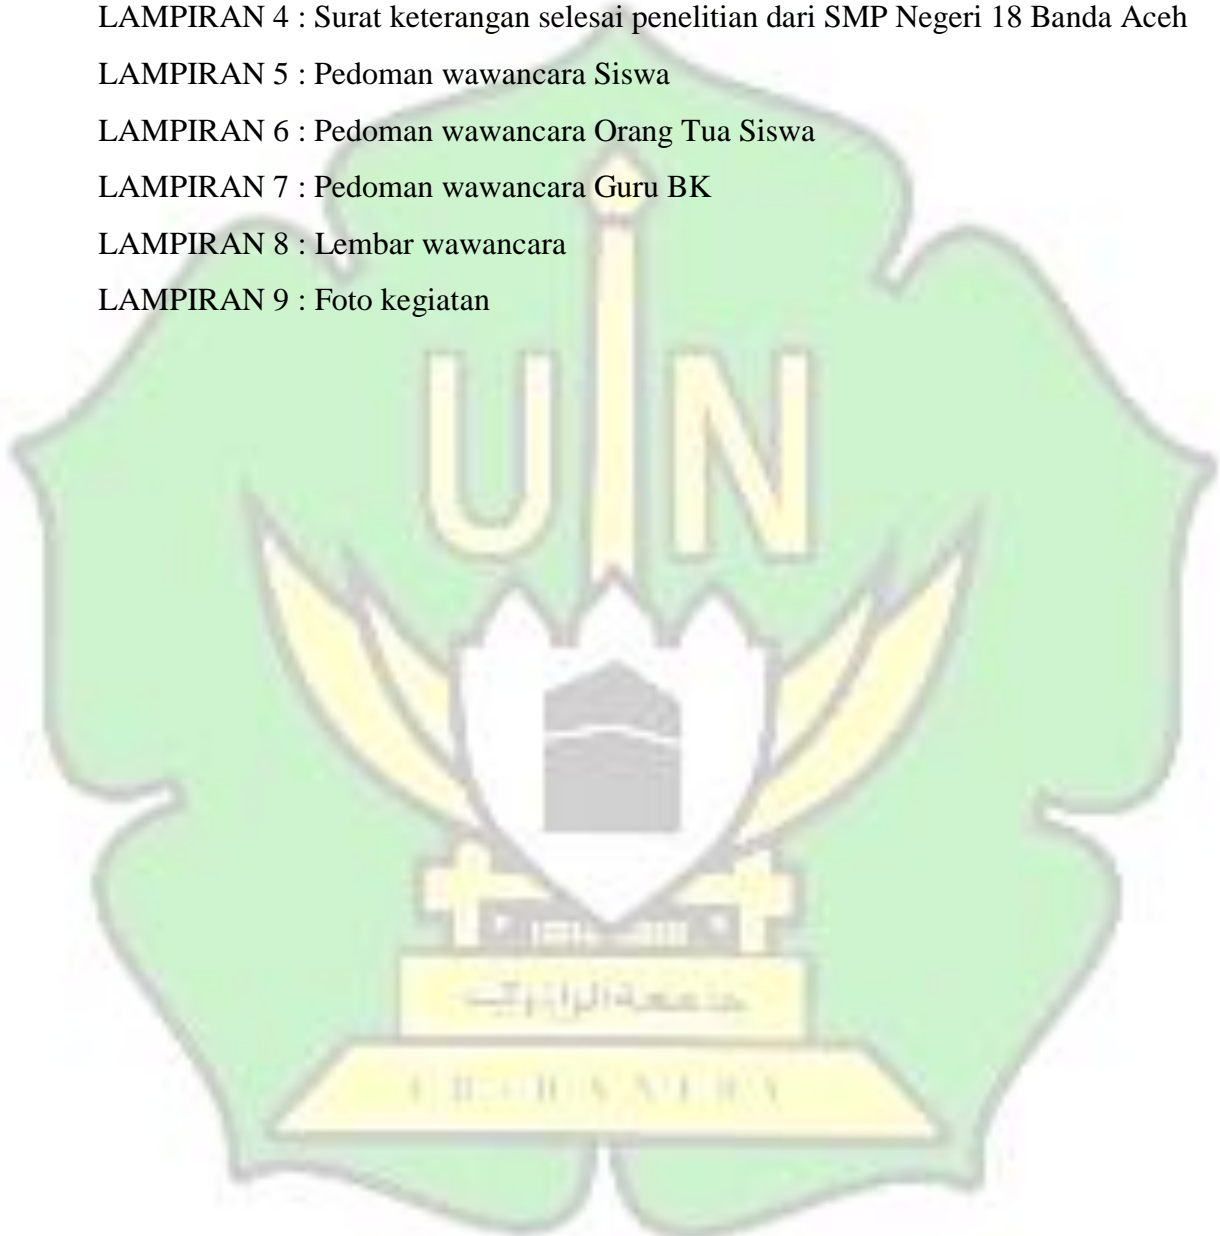 LAMPIRAN 4 : Surat keterangan selesai penelitian dari SMP Negeri 18 Banda Aceh
LAMPIRAN 5 : Pedoman wawancara Siswa
LAMPIRAN 6 : Pedoman wawancara Orang Tua Siswa
LAMPIRAN 7 : Pedoman wawancara Guru BK
LAMPIRAN 8 : Lembar wawancara
LAMPIRAN 9 : Foto kegiatan
UIN